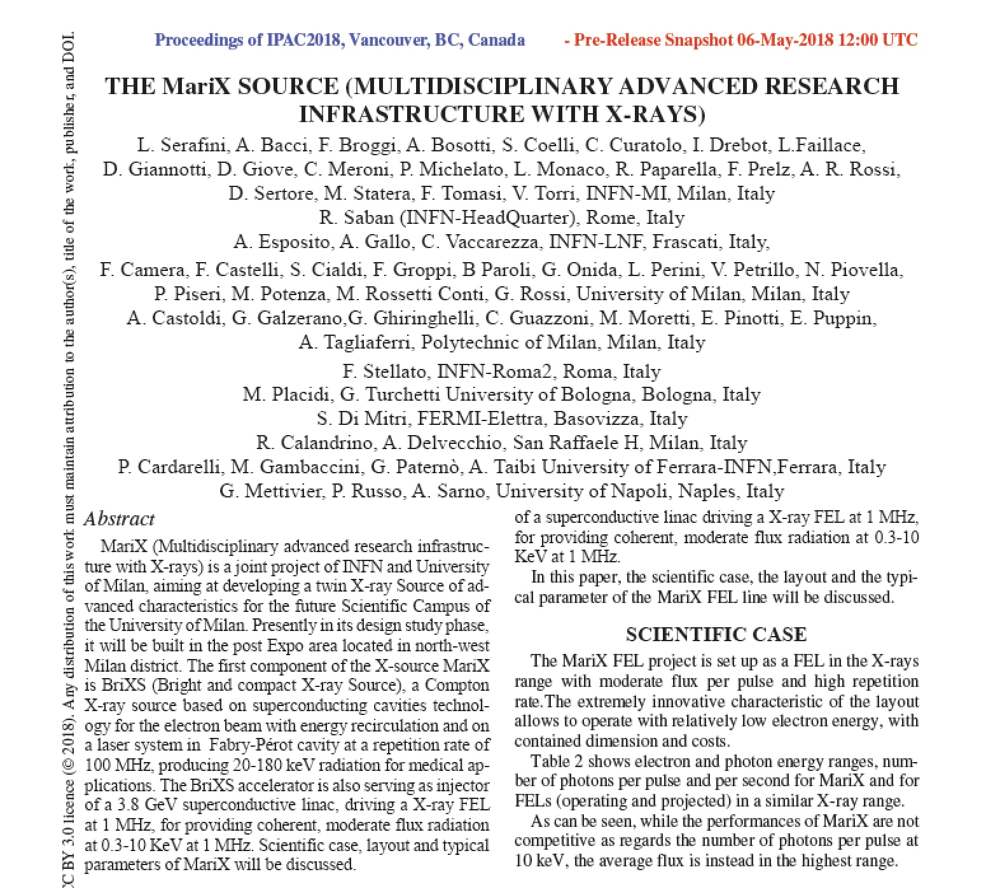 Proceedings of IPAC2018, Vancouver, BC, Canada - Pre-Release Snapshot 06-May-2018 12:00 UTC
THE MariX SOURCE (MULTIDISCIPLINARY ADVANCED RESEARCH
INFRASTRUCTURE WITH X-RAYS)
L. Serafini, A. Bacci, F. Broggi, A. Bosotti, S. Coelli, C. Curatolo, I. Drebot, L.Faillace,
D. Giannotti, D. Giove, C. Meroni, P. Michelato, L. Monaco, R. Paparella, F. Prelz, A. R. Rossi,
D. Sertore, M. Statera, F. Tomasi, V. Torri, INFN-MI, Milan, Italy
R. Saban (INFN-HeadQuarter), Rome, Italy
A. Esposito, A. Gallo, C. Vaccarezza, INFN-LNF, Frascati, Italy,
F. Camera, F. Castelli, S. Cialdi, F. Groppi, B Paroli, G. Onida, L. Perini, V. Petrillo, N. Piovella,
P. Piseri, M. Potenza, M. Rossetti Conti, G. Rossi, University of Milan, Milan, Italy
A. Castoldi, G. Galzerano,G. Ghiringhelli, C. Guazzoni, M. Moretti, E. Pinotti, E. Puppin,
A. Tagliaferri, Polytechnic of Milan, Milan, Italy
F. Stellato, INFN-Roma2, Roma, Italy
M. Placidi, G. Turchetti University of Bologna, Bologna, Italy
S. Di Mitri, FERMI-Elettra, Basovizza, Italy
R. Calandrino, A. Delvecchio, San Raffaele H, Milan, Italy
P. Cardarelli, M. Gambaccini, G. Paternò, A. Taibi University of Ferrara-INFN,Ferrara, Italy
G. Mettivier, P. Russo, A. Sarno, University of Napoli, Naples, Italy
Abstract
MariX (Multidisciplinary advanced research infrastruc-
ture with X-rays) is a joint project of INFN and University
of Milan, aiming at developing a twin X-ray Source of ad-
vanced characteristics for the future Scientific Campus of
the University of Milan. Presently in its design study phase,
it will be built in the post Expo area located in north-west
Milan district. The first component of the X-source MariX
is BriXS (Bright and compact X-ray Source), a Compton
X-ray source based on superconducting cavities technol-
ogy for the electron beam with energy recirculation and on
a laser system in Fabry-Pérot cavity at a repetition rate of
100 MHz, producing 20-180 keV radiation for medical ap-
plications. The BriXS accelerator is also serving as injector
of a 3.8 GeV superconductive linac, driving a X-ray FEL
at 1 MHz, for providing coherent, moderate flux radiation
at 0.3-10 KeV at 1 MHz. Scientific case, layout and typical
parameters of MariX will be discussed.
of a superconductive linac driving a X-ray FEL at 1 MHz,
for providing coherent, moderate flux radiation at 0.3-10
KeV at 1 MHz.
In this paper, the scientific case, the layout and the typi-
cal parameter of the MariX FEL line will be discussed.
SCIENTIFIC CASE
The MariX FEL project is set up as a FEL in the X-rays
range with moderate flux per pulse and high repetition
rate.The extremely innovative characteristic of the layout
allows to operate with relatively low electron energy, with
contained dimension and costs.
Table 2 shows electron and photon energy ranges, num-
ber of photons per pulse and per second for MariX and for
FELs (operating and projected) in a similar X-ray range.
As can be seen, while the performances of MariX are not
competitive as regards the number of photons per pulse at
10 keV, the average flux is instead in the highest range.
CC BY 3.0 licence (© 2018). Any distribution of this work must maintain attribution to the author(s), title of the work, publisher, and DOI.